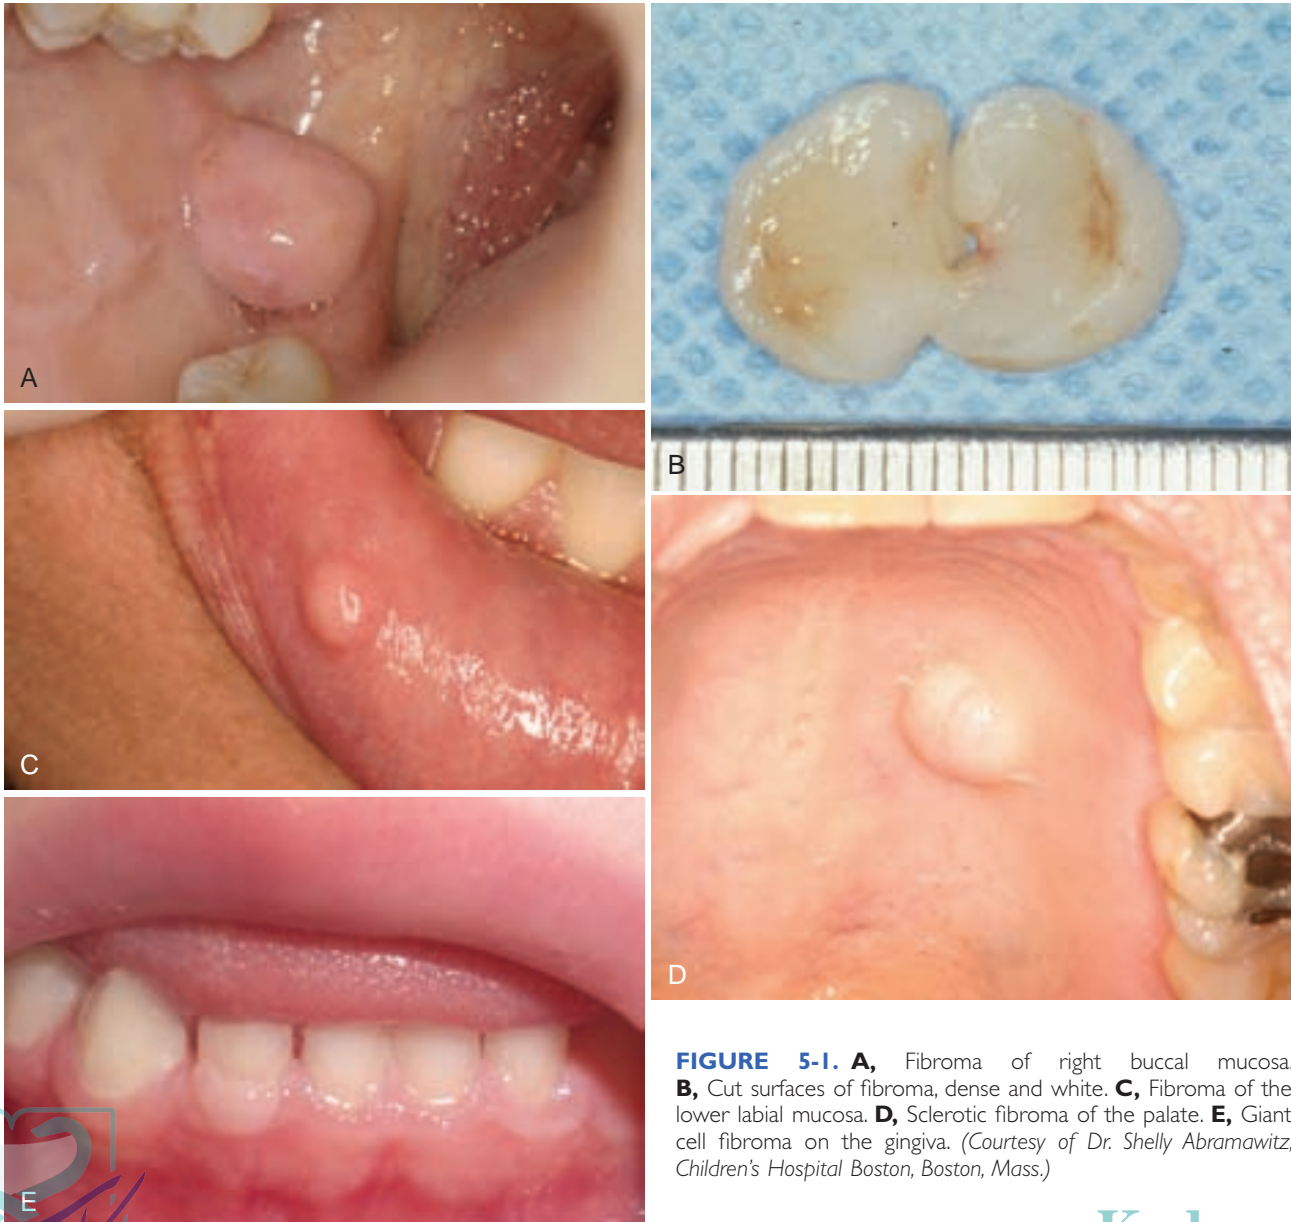 A
B
C
D
E
FIGURE 5-1. A, Fibroma of right buccal mucosa.
B, Cut surfaces of fibroma, dense and white. C, Fibroma of the
lower labial mucosa. D, Sclerotic fibroma of the palate. E, Giant
cell fibroma on the gingiva. (Courtesy of Dr. Shelly Abramawitz,
Children's Hospital Boston, Boston, Mass.)